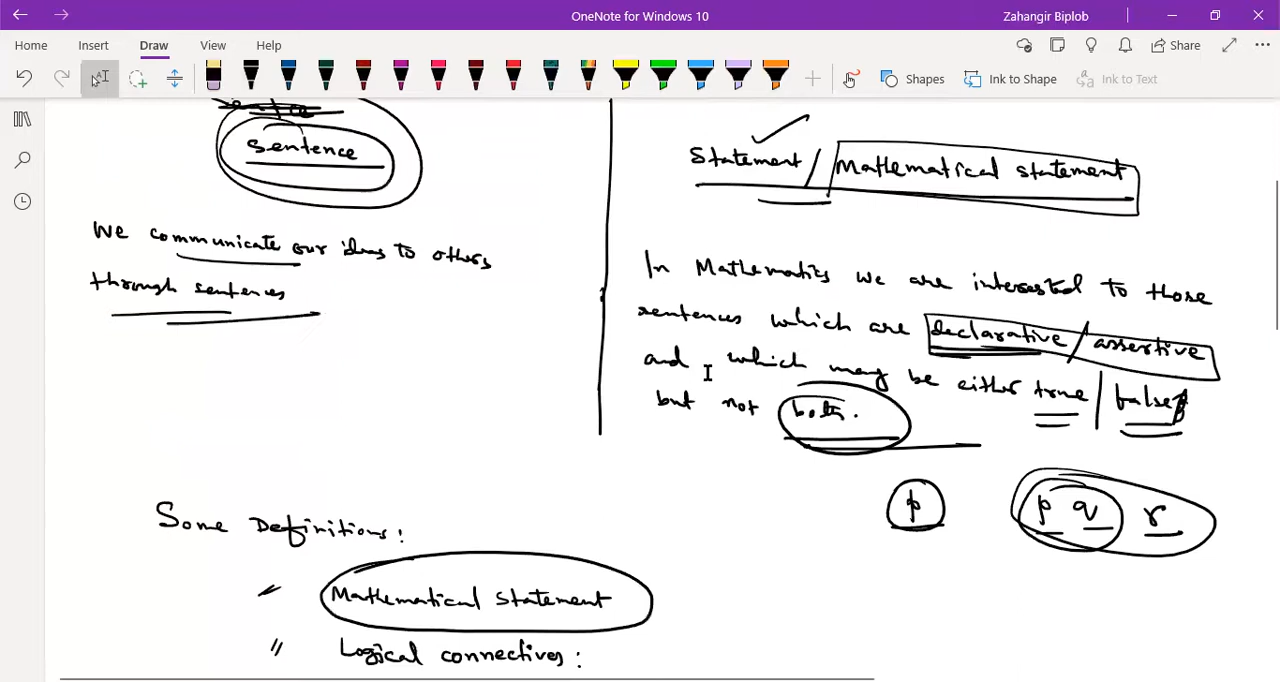 OneNote for Windows 10
Zahangir Biplob
Home Insert Draw View Help
Share
Shapes
Ink to Shape
Ink to Text
Sentence
We communicate our ideas to others
through sentences
Statement / Mathematical statement
In Mathematics we are interested to those
sentences which are declarative / assertive
and, which may be either true | false
but not both.
p p q r
Some Definitions:
Mathematical Statement
Logical connectives: